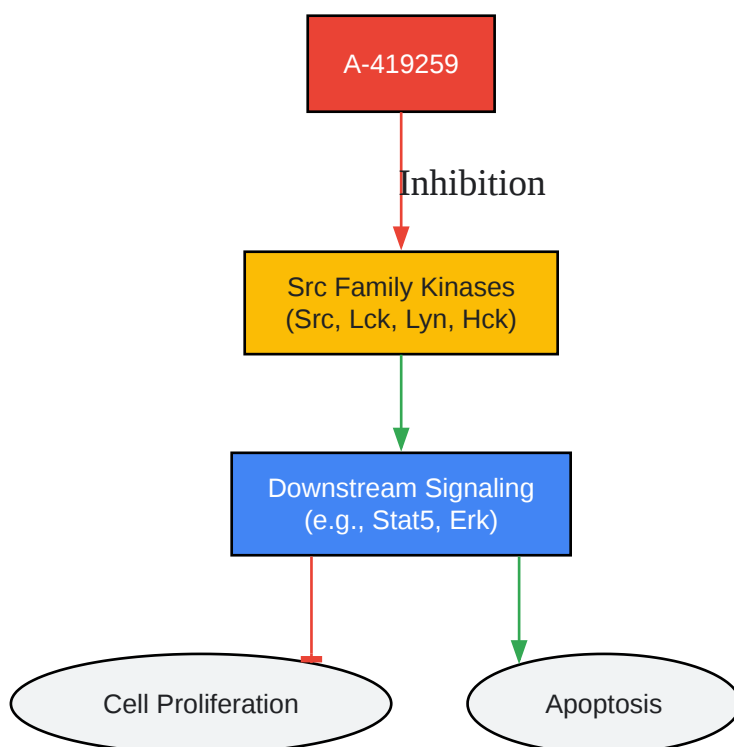 A-419259
Inhibition
Src Family Kinases
(Src, Lck, Lyn, Hck)
Downstream Signaling
(e.g., Stat5, Erk)
Cell Proliferation
Apoptosis